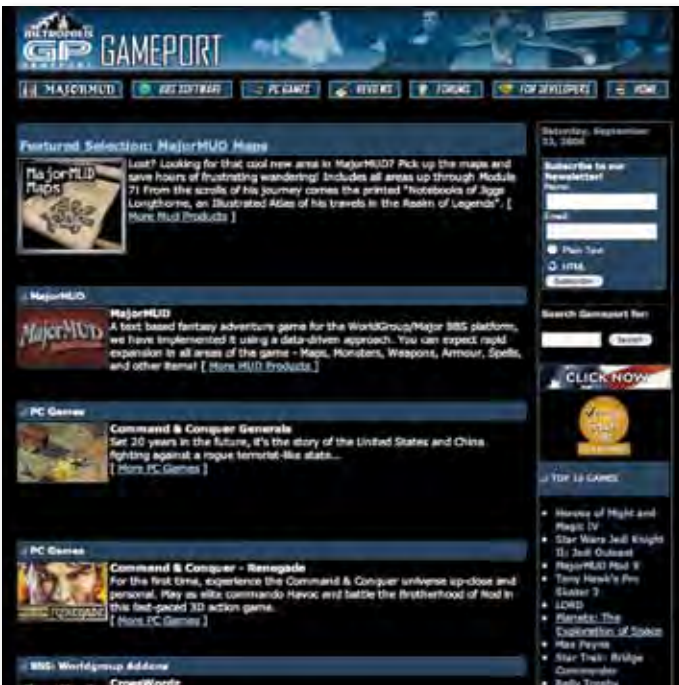 METROPOLIS
GP GAMEPORT
MAJORMUD
BBS SOFTWARE
PC GAMES
REVIEWS
FORUMS
FOR DEVELOPERS
HOME
Featured Selection: MajorMUD Maps
MajorMUD
Maps
Lost? Looking for that cool new area in MajorMUD? Pick up the maps and
save hours of frustrating wandering! Includes all areas up through Module
7! From the scrolls of his journey comes the printed "Notebooks of Jiggs
Longthorne, an Illustrated Atlas of his travels in the Realm of Legends". [
More Mud Products ]
MajorMUD
MajorMUD
MajorMUD
A text based fantasy adventure game for the WorldGroup/Major BBS platform,
we have implemented it using a data-driven approach. You can expect rapid
expansion in all areas of the game - Maps, Monsters, Weapons, Armour, Spells,
and other items! [ More MUD Products ]
PC Games
Command & Conquer Generals
Set 20 years in the future, it's the story of the United States and China
fighting against a rogue terrorist-like state...
[ More PC Games ]
PC Games
RENEGADE
Command & Conquer - Renegade
For the first time, experience the Command & Conquer universe up-close and
personal. Play as elite commando Havoc and battle the Brotherhood of Nod in
this fast-paced 3D action game.
[ More PC Games ]
BBS: Worldgroup Addons
CrossWordz
Saturday, September
Subscribe to our
Newsletter!
Name:
Email:
Plain Text
HTML
Subscribe
Search Gameport for:
Search
CLICK NOW
TOP 10 GAMES
Heroes of Might and
Magic IV
Star Wars Jedi Knight
II: Jedi Outcast
MajorMUD Mod
Tony Hawk's Pro
Skater 3
LORD
Planets: The
Exploration of Space
Max Payne
Star Trek: Bridge
Commander
Rally Trophy